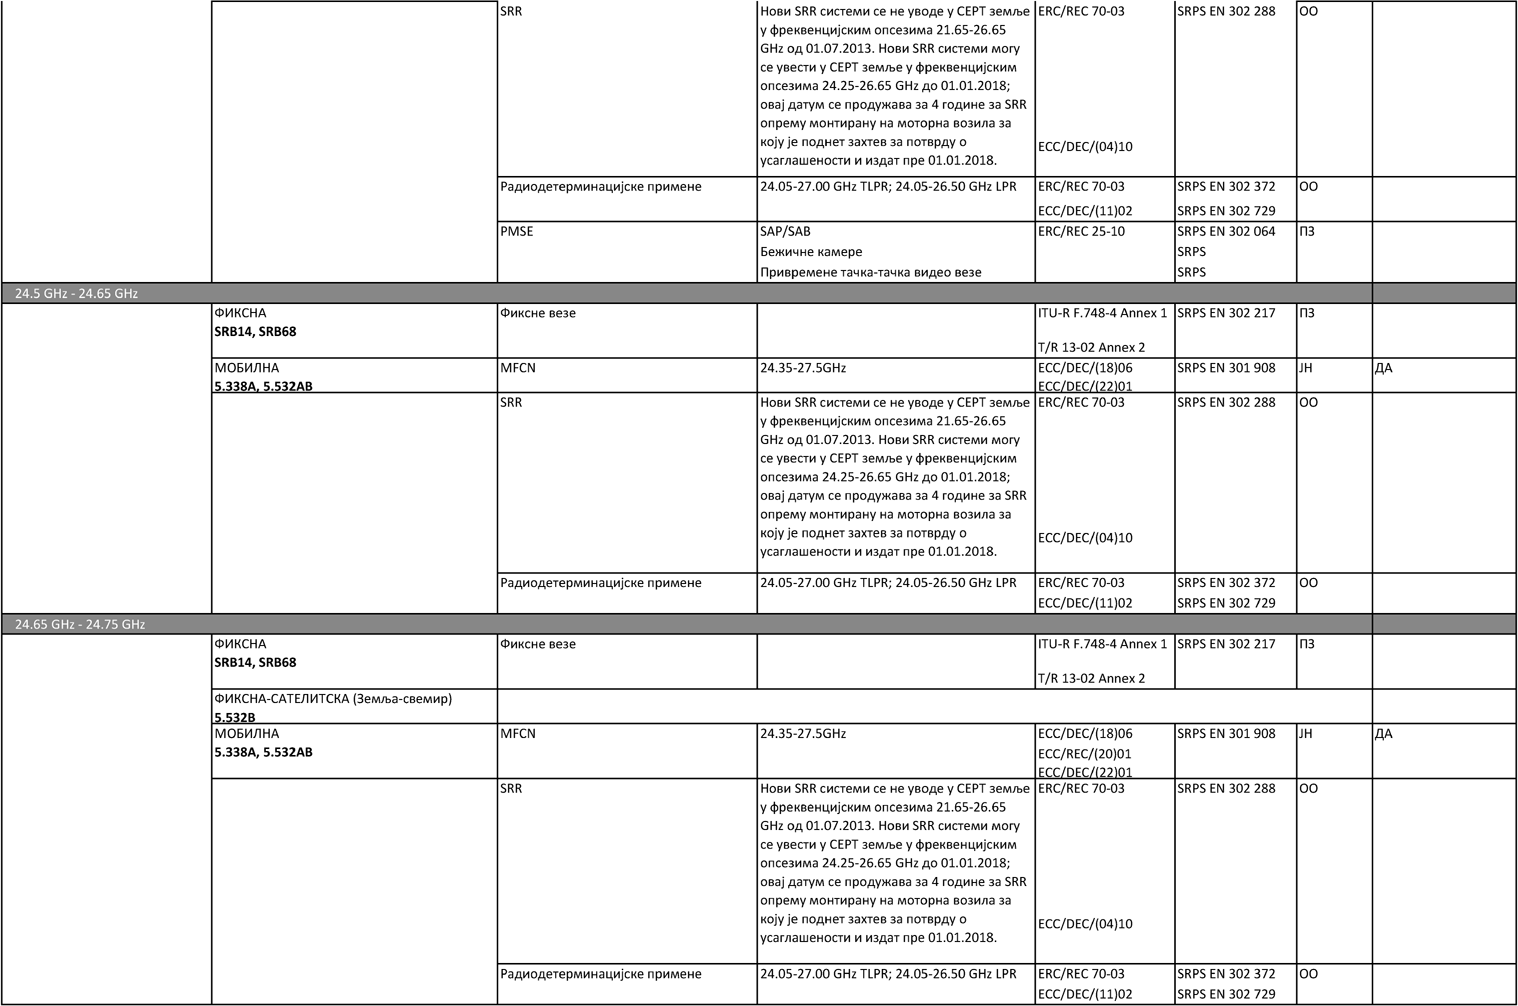 SRR
Нови SRR системи се не уводе у СЕРТ земље
у фреквенцијским опсезима 21.65-26.65
GHz од 01.07.2013. Нови SRR системи могу
се увести у СЕРТ земље у фреквенцијским
опсезима 24.25-26.65 GHz до 01.01.2018;
овај датум се продужава за 4 године за SRR
опрему монтирану на моторна возила за
коју је поднет захтев за потврду о
усаглашености и издат пре 01.01.2018.
ERC/REC 70-03
ECC/DEC/(04)10
SRPS EN 302 288
ОО
Радиодетерминацијске примене
24.05-27.00 GHz TLPR; 24.05-26.50 GHz LPR
ERC/REC 70-03
ECC/DEC/(11)02
SRPS EN 302 372
SRPS EN 302 729
ОО
PMSE
SAP/SAB
Бежичне камере
Привремене тачка-тачка видео везе
ERC/REC 25-10
SRPS EN 302 064
SRPS
SRPS
ПЗ
24.5 GHz - 24.65 GHz
ФИКСНА
SRB14, SRB68
Фиксне везе
ITU-R F.748-4 Annex 1
T/R 13-02 Annex 2
SRPS EN 302 217
ПЗ
МОБИЛНА
5.338A, 5.532AB
MFCN
24.35-27.5GHz
ECC/DEC/(18)06
ECC/DEC/(22)01
SRPS EN 301 908
ЈН
ДА
SRR
Нови SRR системи се не уводе у СЕРТ земље
у фреквенцијским опсезима 21.65-26.65
GHz од 01.07.2013. Нови SRR системи могу
се увести у СЕРТ земље у фреквенцијским
опсезима 24.25-26.65 GHz до 01.01.2018;
овај датум се продужава за 4 године за SRR
опрему монтирану на моторна возила за
коју је поднет захтев за потврду о
усаглашености и издат пре 01.01.2018.
ERC/REC 70-03
ECC/DEC/(04)10
SRPS EN 302 288
ОО
Радиодетерминацијске примене
24.05-27.00 GHz TLPR; 24.05-26.50 GHz LPR
ERC/REC 70-03
ECC/DEC/(11)02
SRPS EN 302 372
SRPS EN 302 729
ОО
24.65 GHz - 24.75 GHz
ФИКСНА
SRB14, SRB68
Фиксне везе
ITU-R F.748-4 Annex 1
T/R 13-02 Annex 2
SRPS EN 302 217
ПЗ
ФИКСНА-САТЕЛИТСКА (Земља-свемир)
5.532B
МОБИЛНА
5.338A, 5.532AB
MFCN
24.35-27.5GHz
ECC/DEC/(18)06
ECC/REC/(20)01
ECC/DEC/(22)01
SRPS EN 301 908
ЈН
ДА
SRR
Нови SRR системи се не уводе у СЕРТ земље
у фреквенцијским опсезима 21.65-26.65
GHz од 01.07.2013. Нови SRR системи могу
се увести у СЕРТ земље у фреквенцијским
опсезима 24.25-26.65 GHz до 01.01.2018;
овај датум се продужава за 4 године за SRR
опрему монтирану на моторна возила за
коју је поднет захтев за потврду о
усаглашености и издат пре 01.01.2018.
ERC/REC 70-03
ECC/DEC/(04)10
SRPS EN 302 288
ОО
Радиодетерминацијске примене
24.05-27.00 GHz TLPR; 24.05-26.50 GHz LPR
ERC/REC 70-03
ECC/DEC/(11)02
SRPS EN 302 372
SRPS EN 302 729
ОО